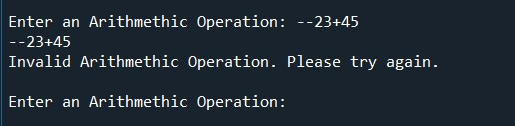 Enter an Arithmethic Operation: --23+45
--23+45
Invalid Arithmethic Operation. Please try again.
Enter an Arithmethic Operation: